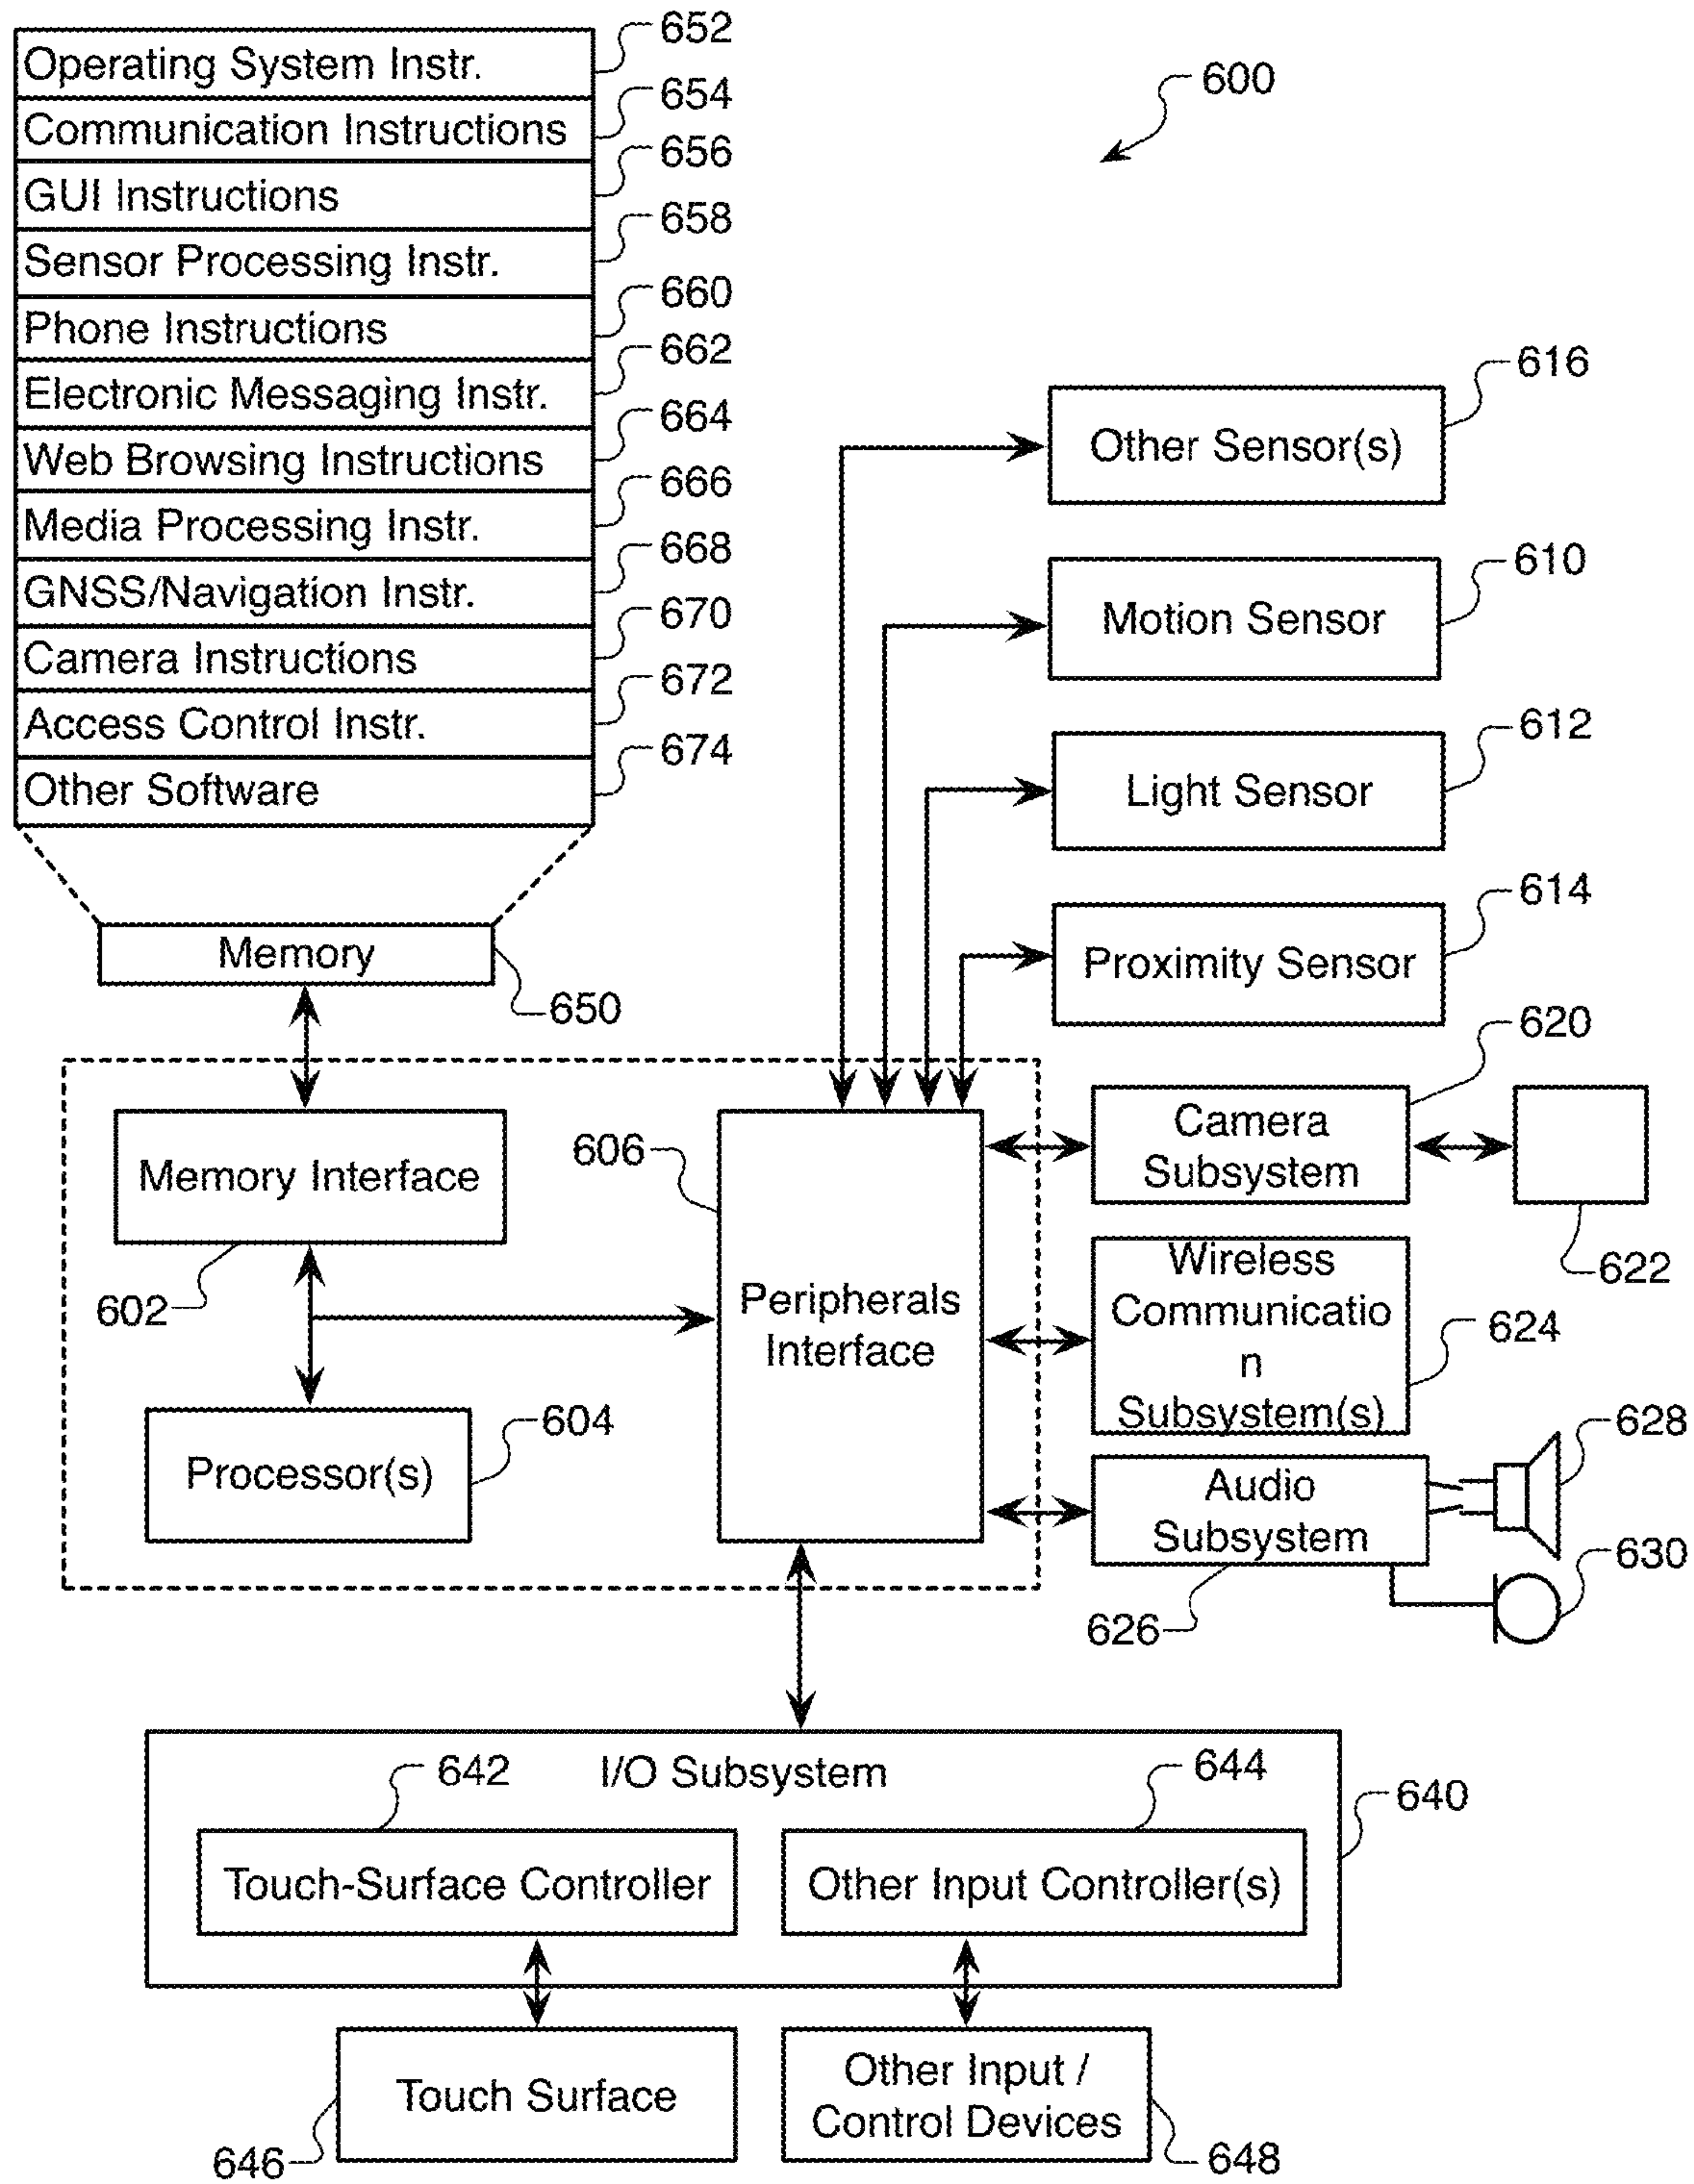 652
Operating System Instr.
654
Communication Instructions
656
GUI Instructions
658
Sensor Processing Instr.
660
Phone Instructions
662
Electronic Messaging Instr.
664
Web Browsing Instructions
666
Media Processing Instr.
668
GNSS/Navigation Instr.
670
Camera Instructions
672
Access Control Instr.
674
Other Software
Memory
650
600
616
Other Sensor(s)
610
Motion Sensor
612
Light Sensor
614
Proximity Sensor
620
Camera
Subsystem
622
Memory Interface
602
606
Peripherals
Interface
Wireless
Communicatio
n
Subsystem(s)
624
604
Processor(s)
628
Audio
Subsystem
630
626
642
I/O Subsystem
644
640
Touch-Surface Controller
Other Input Controller(s)
Touch Surface
646
Other Input /
Control Devices
648